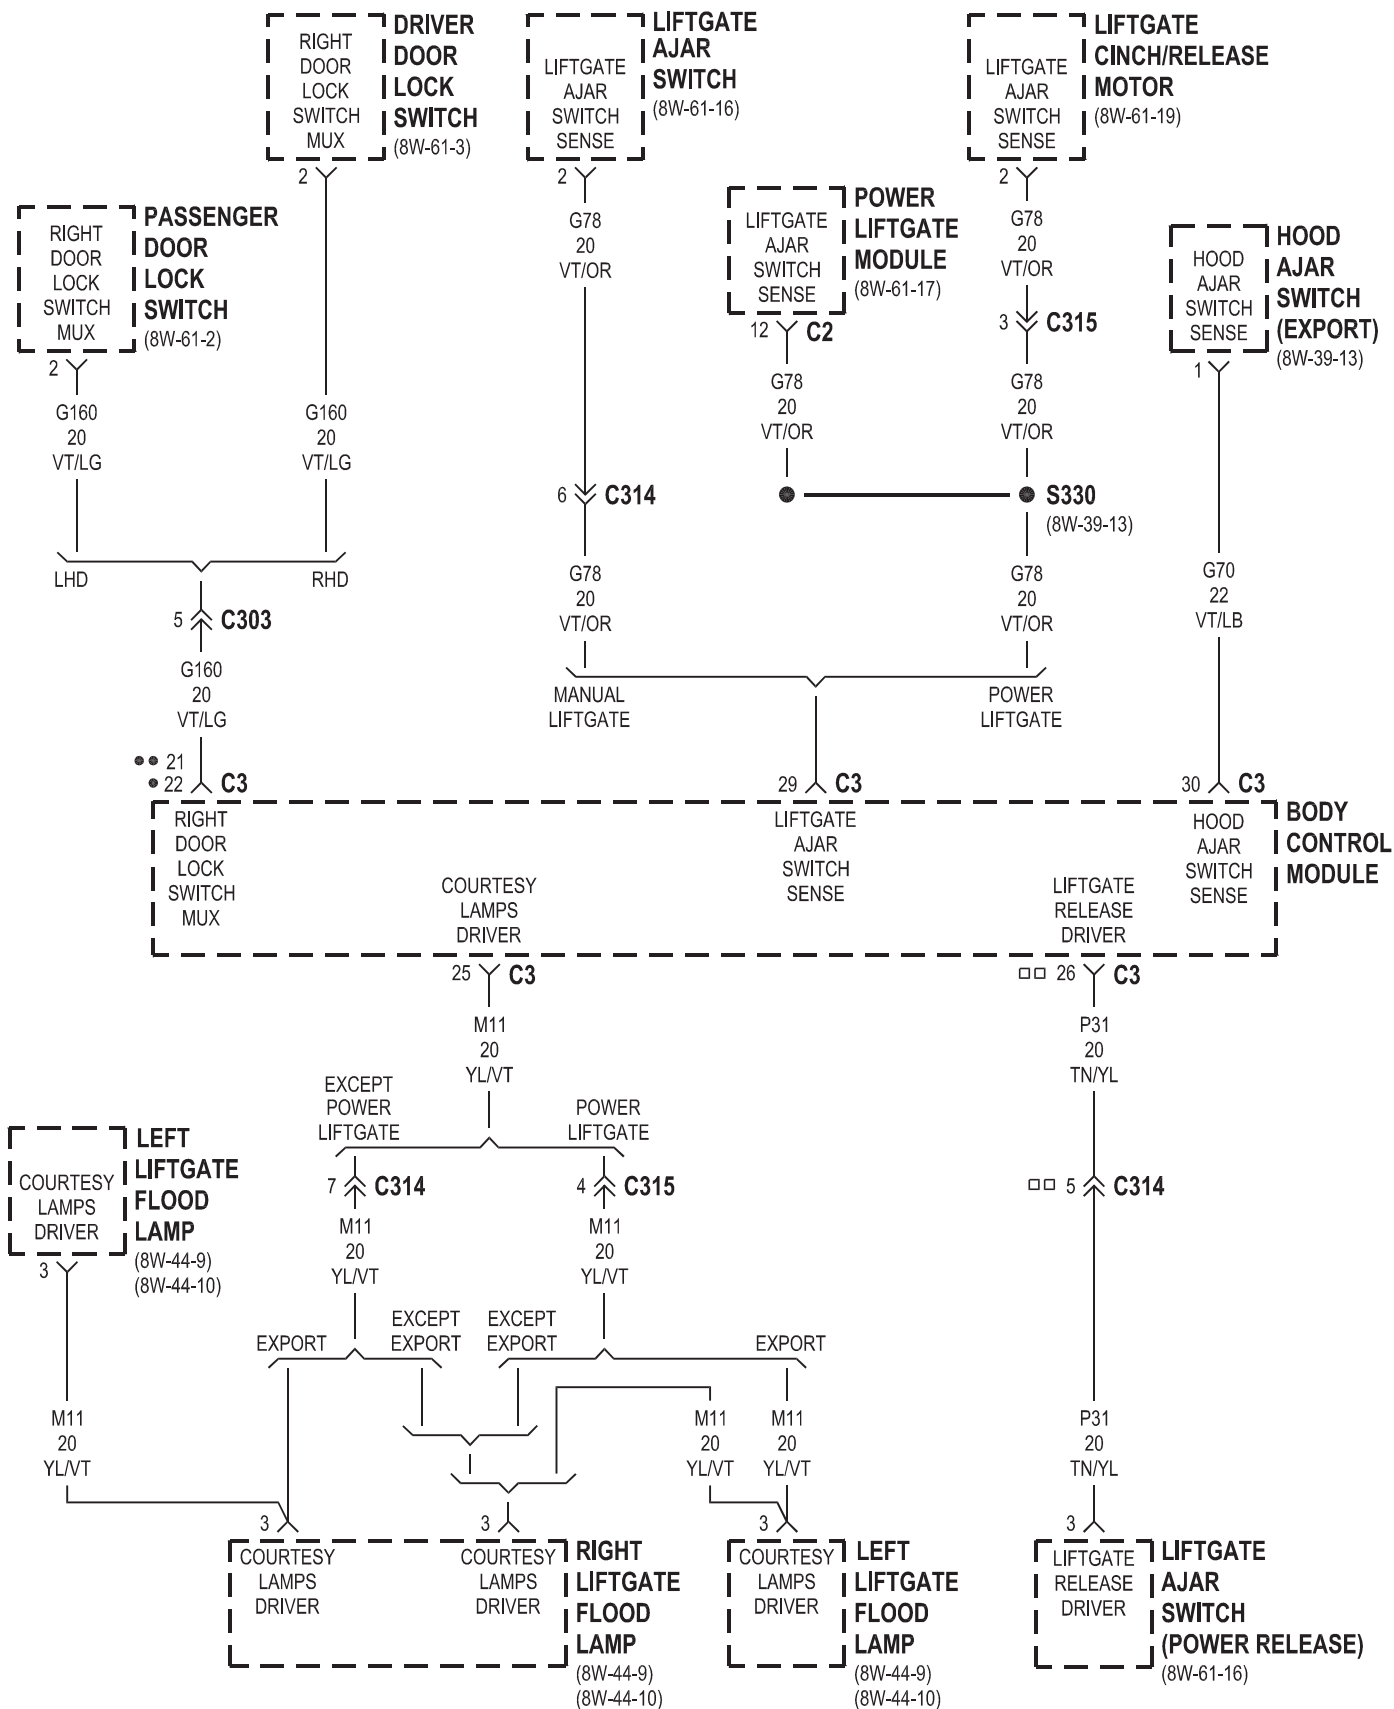 RIGHT
DOOR
LOCK
SWITCH
MUX
DRIVER
DOOR
LOCK
SWITCH
(8W-61-3)
2
LIFTGATE
AJAR
SWITCH
SENSE
LIFTGATE
AJAR
SWITCH
(8W-61-16)
2
LIFTGATE
AJAR
SWITCH
SENSE
LIFTGATE
CINCH/RELEASE
MOTOR
(8W-61-19)
2
RIGHT
DOOR
LOCK
SWITCH
MUX
PASSENGER
DOOR
LOCK
SWITCH
(8W-61-2)
2
LIFTGATE
AJAR
SWITCH
SENSE
POWER
LIFTGATE
MODULE
(8W-61-17)
12 C2
HOOD
AJAR
SWITCH
SENSE
HOOD
AJAR
SWITCH
(EXPORT)
(8W-39-13)
1
G78
20
VT/OR
G78
20
VT/OR
3 C315
G160
20
VT/LG
G160
20
VT/LG
G78
20
VT/OR
G78
20
VT/OR
6 C314
S330
(8W-39-13)
LHD
RHD
5 C303
G78
20
VT/OR
G78
20
VT/OR
G70
22
VT/LB
G160
20
VT/LG
MANUAL
LIFTGATE
POWER
LIFTGATE
21
22 C3
29 C3
30 C3
RIGHT
DOOR
LOCK
SWITCH
MUX
COURTESY
LAMPS
DRIVER
LIFTGATE
AJAR
SWITCH
SENSE
LIFTGATE
RELEASE
DRIVER
HOOD
AJAR
SWITCH
SENSE
BODY
CONTROL
MODULE
25 C3
26 C3
M11
20
YL/VT
P31
20
TN/YL
EXCEPT
POWER
LIFTGATE
POWER
LIFTGATE
COURTESY
LAMPS
DRIVER
LEFT
LIFTGATE
FLOOD
LAMP
(8W-44-9)
(8W-44-10)
3
7 C314
4 C315
5 C314
M11
20
YL/VT
M11
20
YL/VT
EXPORT
EXCEPT
EXPORT
EXCEPT
EXPORT
EXPORT
M11
20
YL/VT
M11
20
YL/VT
M11
20
YL/VT
P31
20
TN/YL
3
3
3
3
COURTESY
LAMPS
DRIVER
COURTESY
LAMPS
DRIVER
RIGHT
LIFTGATE
FLOOD
LAMP
(8W-44-9)
(8W-44-10)
COURTESY
LAMPS
DRIVER
LEFT
LIFTGATE
FLOOD
LAMP
(8W-44-9)
(8W-44-10)
LIFTGATE
RELEASE
DRIVER
LIFTGATE
AJAR
SWITCH
(POWER RELEASE)
(8W-61-16)